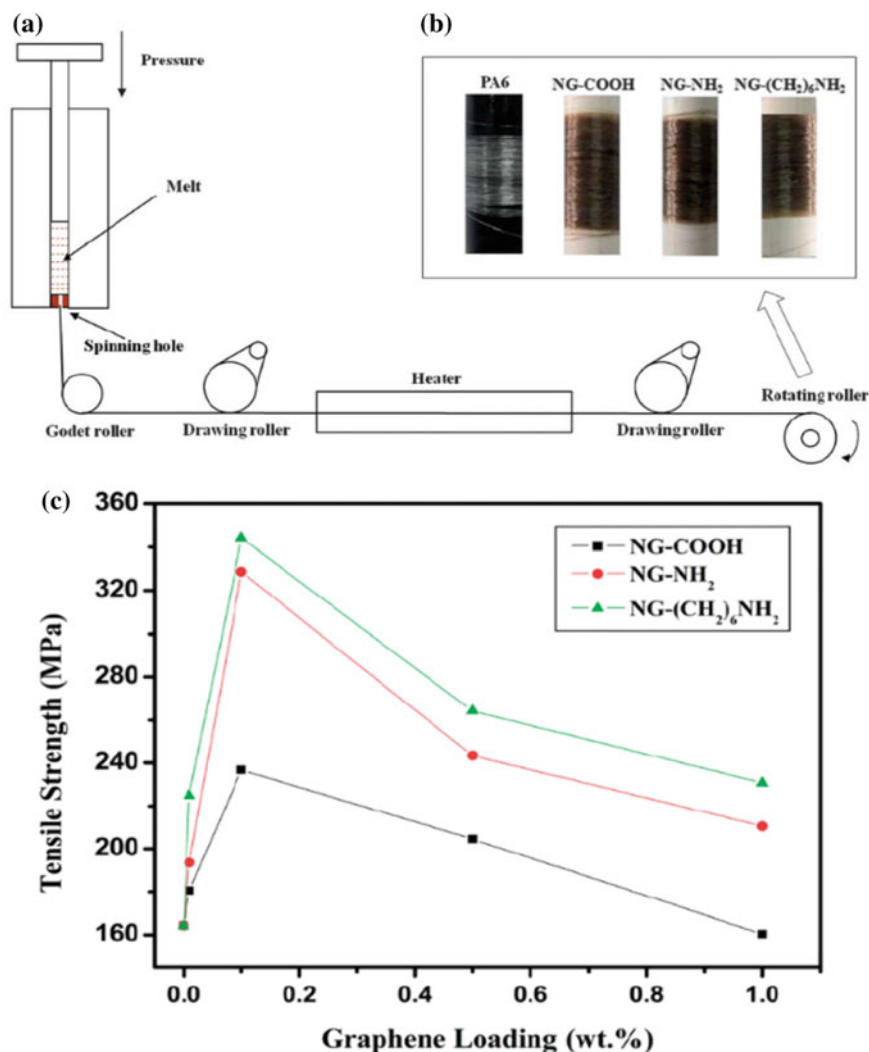 (a)
Pressure
Melt
Spinning hole
Godet roller
Drawing roller
Heater
Drawing roller
Rotating roller
(b)
PA6 NG-COOH NG-NH₂ NG-(CH₂)₆NH₂
(c)
360
320
280
240
200
160
Tensile Strength (MPa)
NG-COOH
NG-NH₂
NG-(CH₂)₆NH₂
0.0 0.2 0.4 0.6 0.8 1.0
Graphene Loading (wt.%)